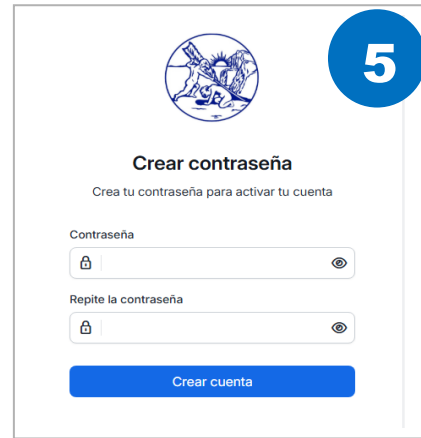 5
Crear contraseña
Crea tu contraseña para activar tu cuenta
Contraseña
Repite la contraseña
Crear cuenta